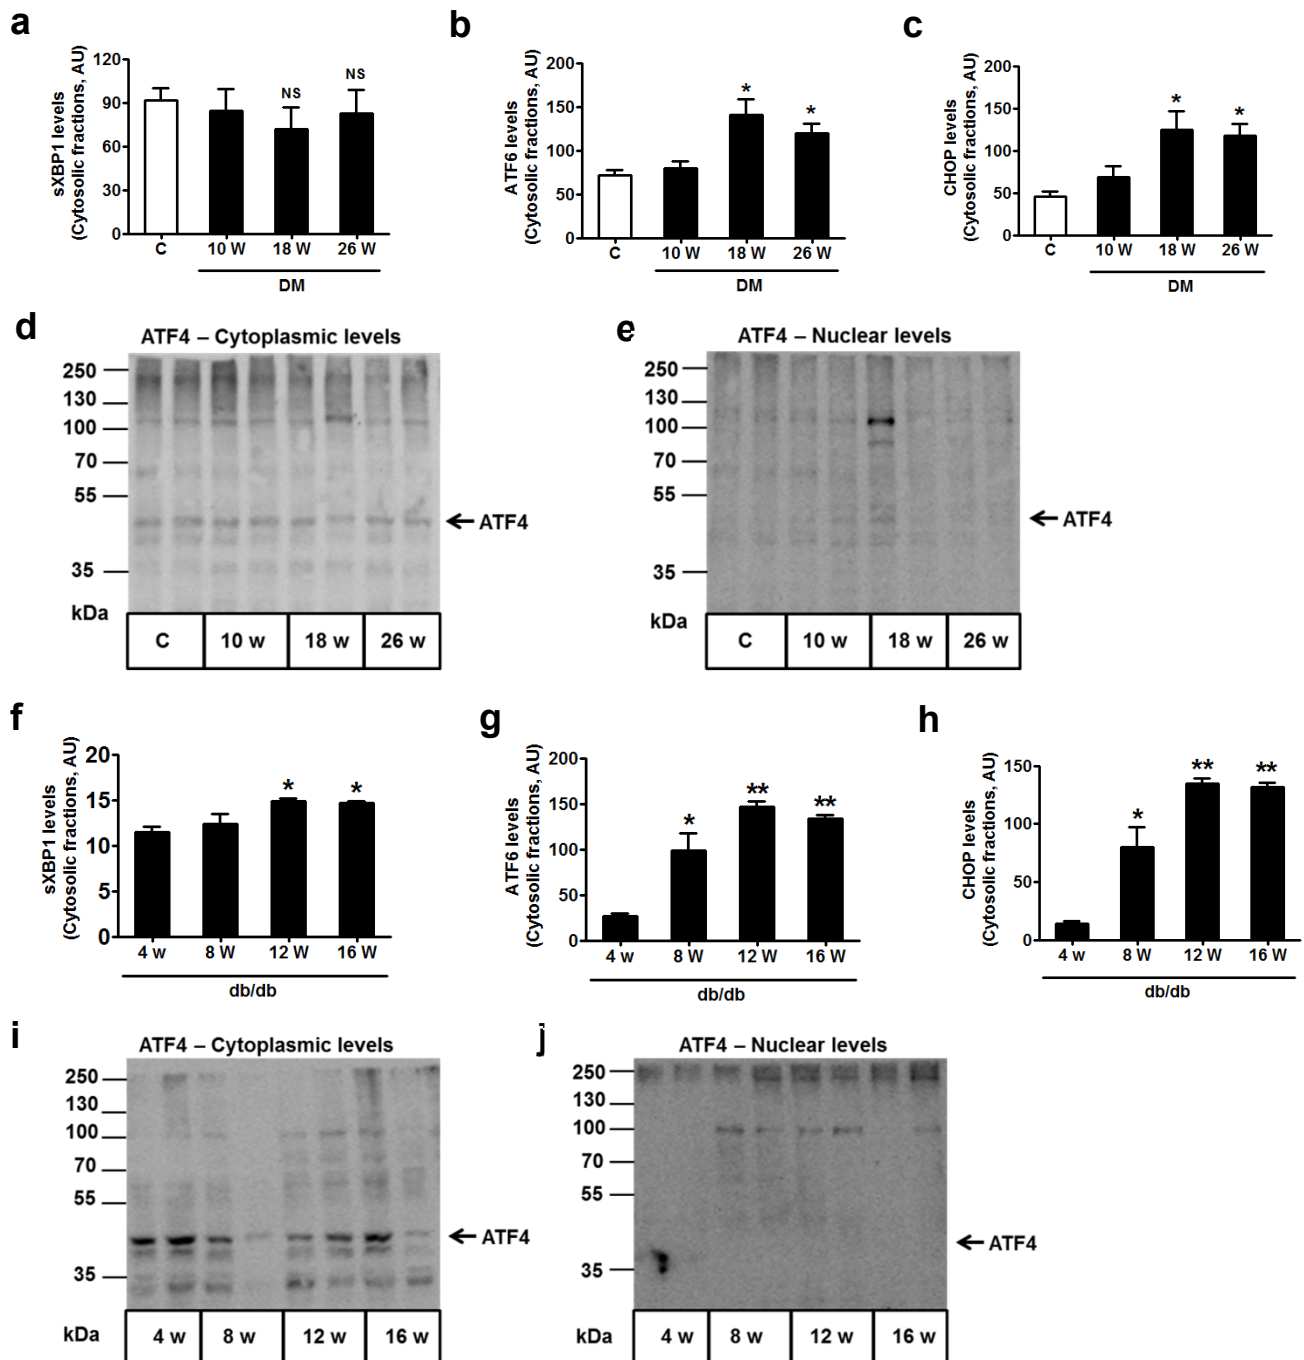 a
sXBP1 levels
(Cytosolic fractions, AU)
120
90
60
30
0
NS
NS
C
10 W
18 W
26 W
DM
b
ATF6 levels
(Cytosolic fractions, AU)
200
150
100
50
0
*
*
C
10 W
18 W
26 W
DM
c
CHOP levels
(Cytosolic fractions, AU)
200
150
100
50
0
*
*
C
10 W
18 W
26 W
DM
d
ATF4 – Cytoplasmic levels
250
130
100
70
55
35
kDa
← ATF4
C
10 w
18 w
26 w
e
ATF4 – Nuclear levels
250
130
100
70
55
35
kDa
← ATF4
C
10 w
18 w
26 w
f
sXBP1 levels
(Cytosolic fractions, AU)
20
15
10
5
0
*
*
4 w
8 W
12 W
16 W
db/db
g
ATF6 levels
(Cytosolic fractions, AU)
200
150
100
50
0
*
**
**
4 w
8 W
12 W
16 W
db/db
h
CHOP levels
(Cytosolic fractions, AU)
150
100
50
0
*
**
**
4 w
8 W
12 W
16 W
db/db
i
ATF4 – Cytoplasmic levels
250
130
100
70
55
35
kDa
← ATF4
4 w
8 w
12 w
16 w
j
ATF4 – Nuclear levels
250
130
100
70
55
35
kDa
← ATF4
4 w
8 w
12 w
16 w